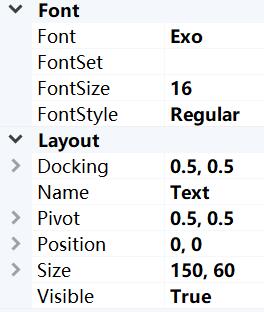 Font
Font Exo
FontSet
FontSize 16
FontStyle Regular
Layout
Docking 0.5, 0.5
Name Text
Pivot 0.5, 0.5
Position 0, 0
Size 150, 60
Visible True